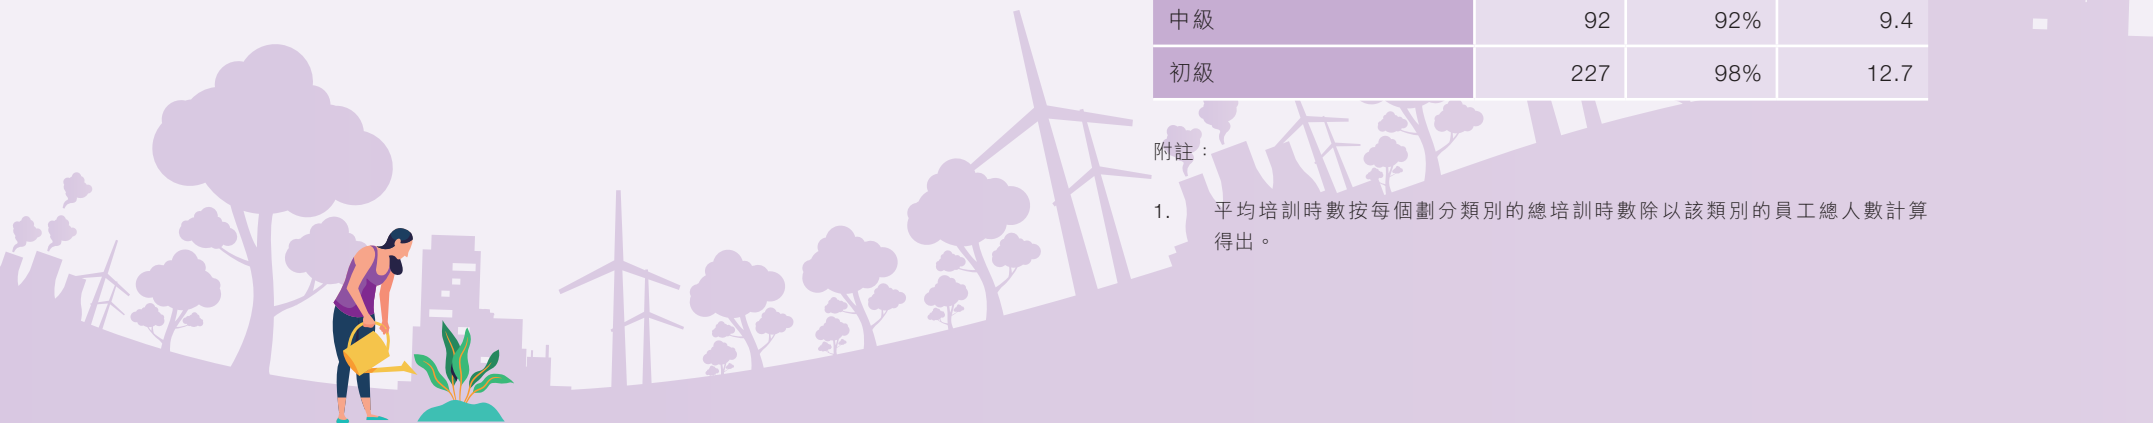 中級 92 92% 9.4
初級 227 98% 12.7
附註：
1. 平均培訓時數按每個劃分類別的總培訓時數除以該類別的員工總人數計算
得出。